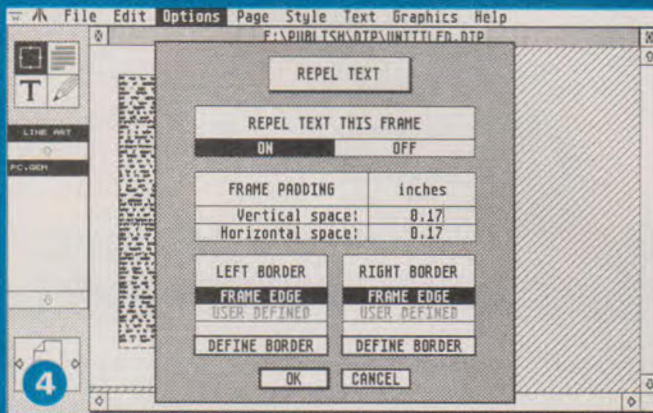 File Edit Options Page Style Text Graphics Help
F:\PUBLISH\DTP\UNTITLED.DTP
REPEL TEXT
T
REPEL TEXT THIS FRAME
ON OFF
LINE ART
PC.GEM
FRAME PADDING inches
Vertical space: 0.17
Horizontal space: 0.17
LEFT BORDER RIGHT BORDER
FRAME EDGE FRAME EDGE
USER DEFINED USER DEFINED
DEFINE BORDER DEFINE BORDER
OK CANCEL
4